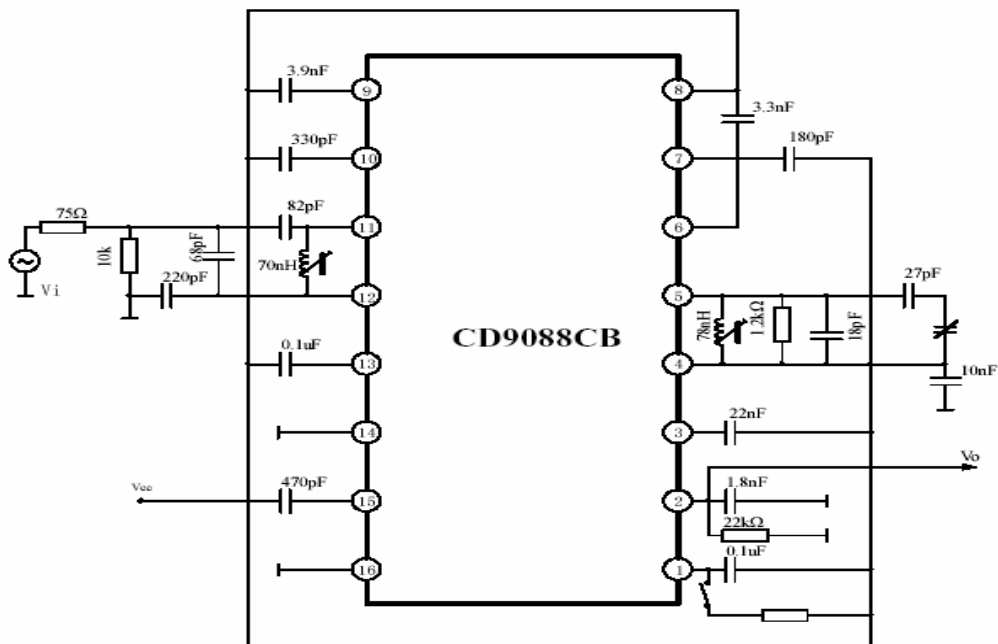 3.9nF
9
8
3.3nF
330pF
10
7
180pF
75Ω
82pF
11
6
10k
68pF
70nH
Vi
220pF
12
5
27pF
78nH
1.2kΩ
18pF
CD9088CB
0.1uF
13
4
10nF
14
3
22nF
Vo
Vcc
470pF
15
2
1.8nF
22kΩ
16
1
0.1uF